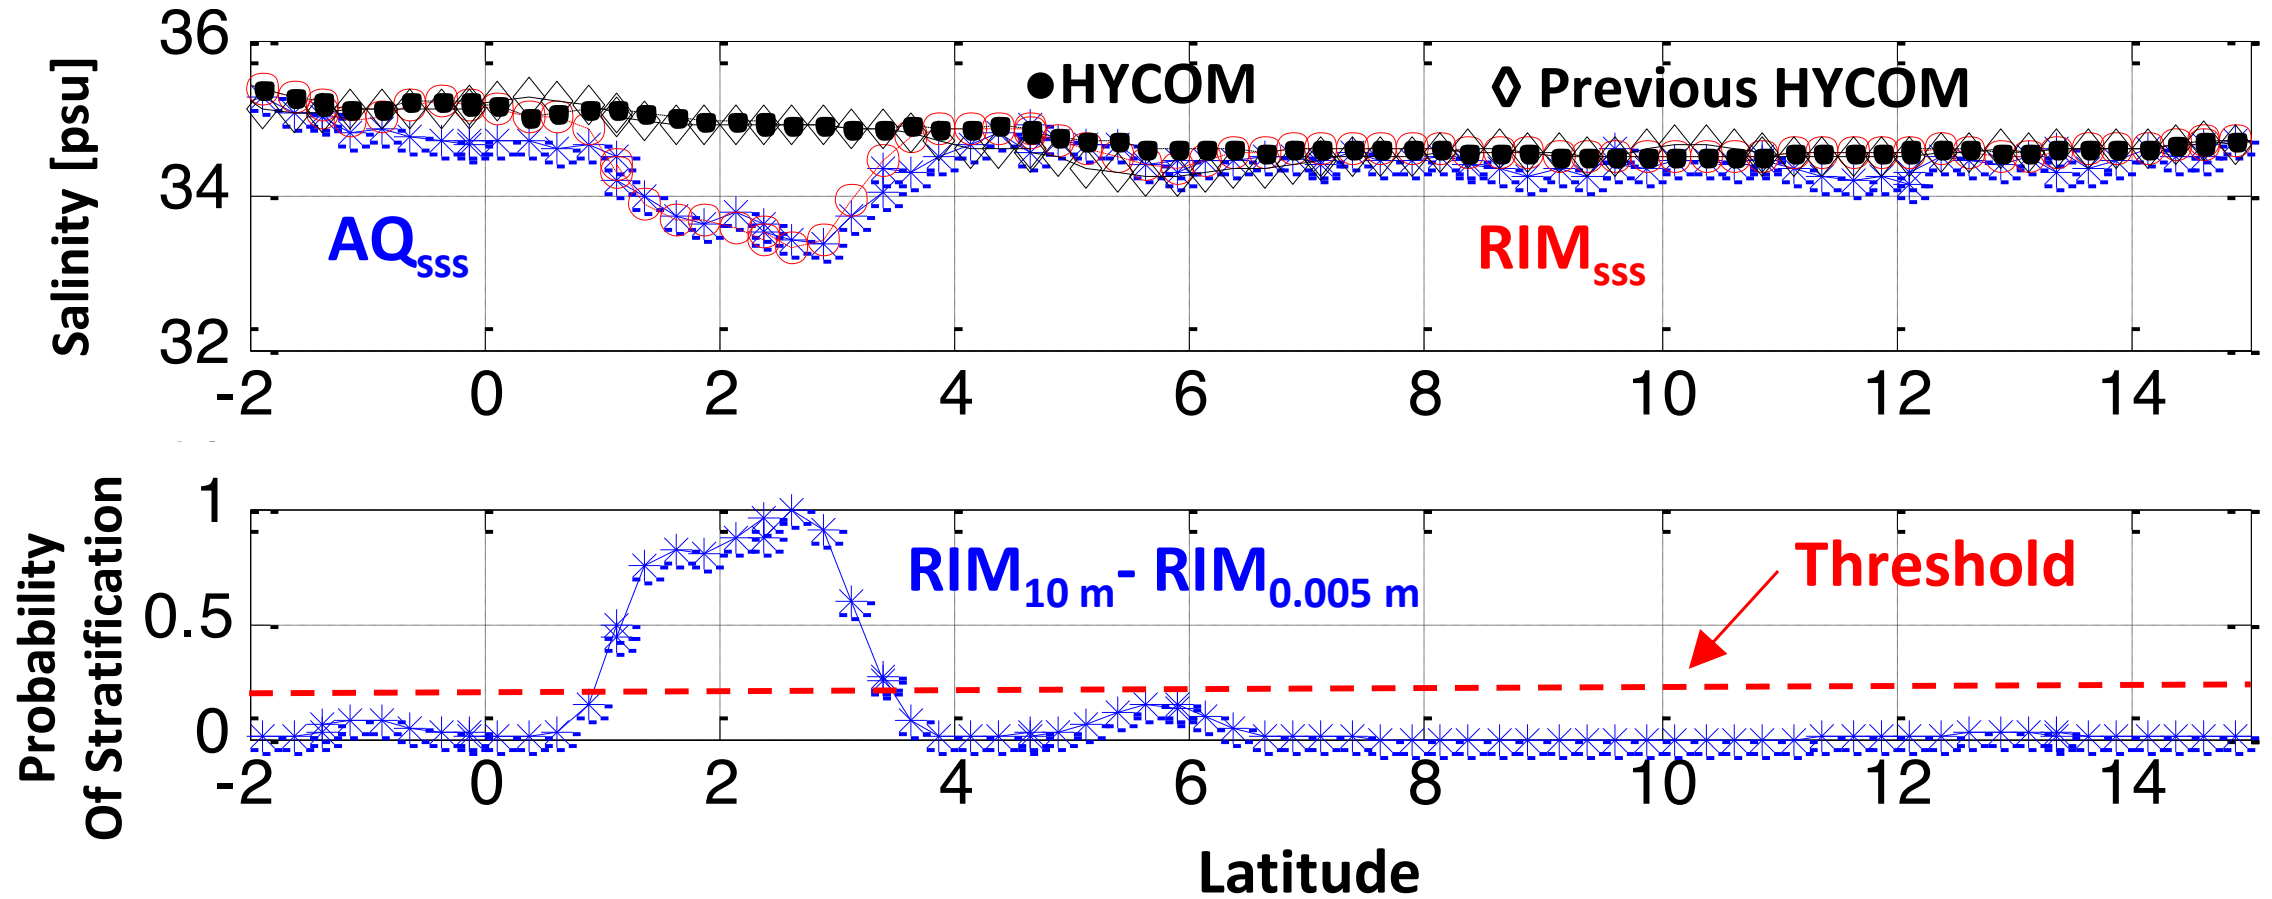 36
34
32
Salinity [psu]
●HYCOM
◊ Previous HYCOM
AQsss
RIMsss
-2 0 2 4 6 8 10 12 14
1
0.5
0
Probability
Of Stratification
RIM10 m- RIM0.005 m
Threshold
-2 0 2 4 6 8 10 12 14
Latitude